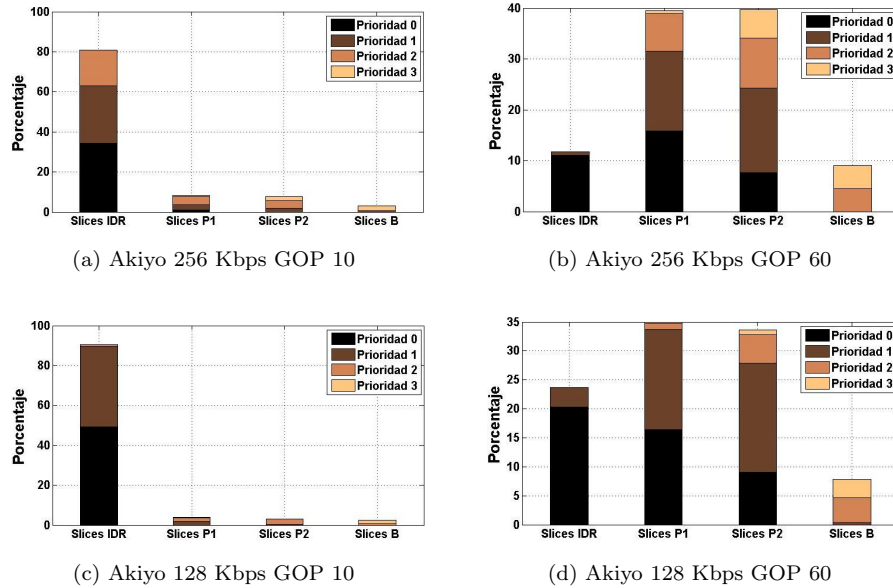 100
80
60
40
20
0
Porcentaje
Prioridad 0
Prioridad 1
Prioridad 2
Prioridad 3
Slices IDR Slices P1 Slices P2 Slices B
(a) Akiyo 256 Kbps GOP 10
40
30
20
10
0
Porcentaje
Prioridad 0
Prioridad 1
Prioridad 2
Prioridad 3
Slices IDR Slices P1 Slices P2 Slices B
(b) Akiyo 256 Kbps GOP 60
100
80
60
40
20
0
Porcentaje
Prioridad 0
Prioridad 1
Prioridad 2
Prioridad 3
Slices IDR Slices P1 Slices P2 Slices B
(c) Akiyo 128 Kbps GOP 10
35
30
25
20
15
10
5
0
Porcentaje
Prioridad 0
Prioridad 1
Prioridad 2
Prioridad 3
Slices IDR Slices P1 Slices P2 Slices B
(d) Akiyo 128 Kbps GOP 60